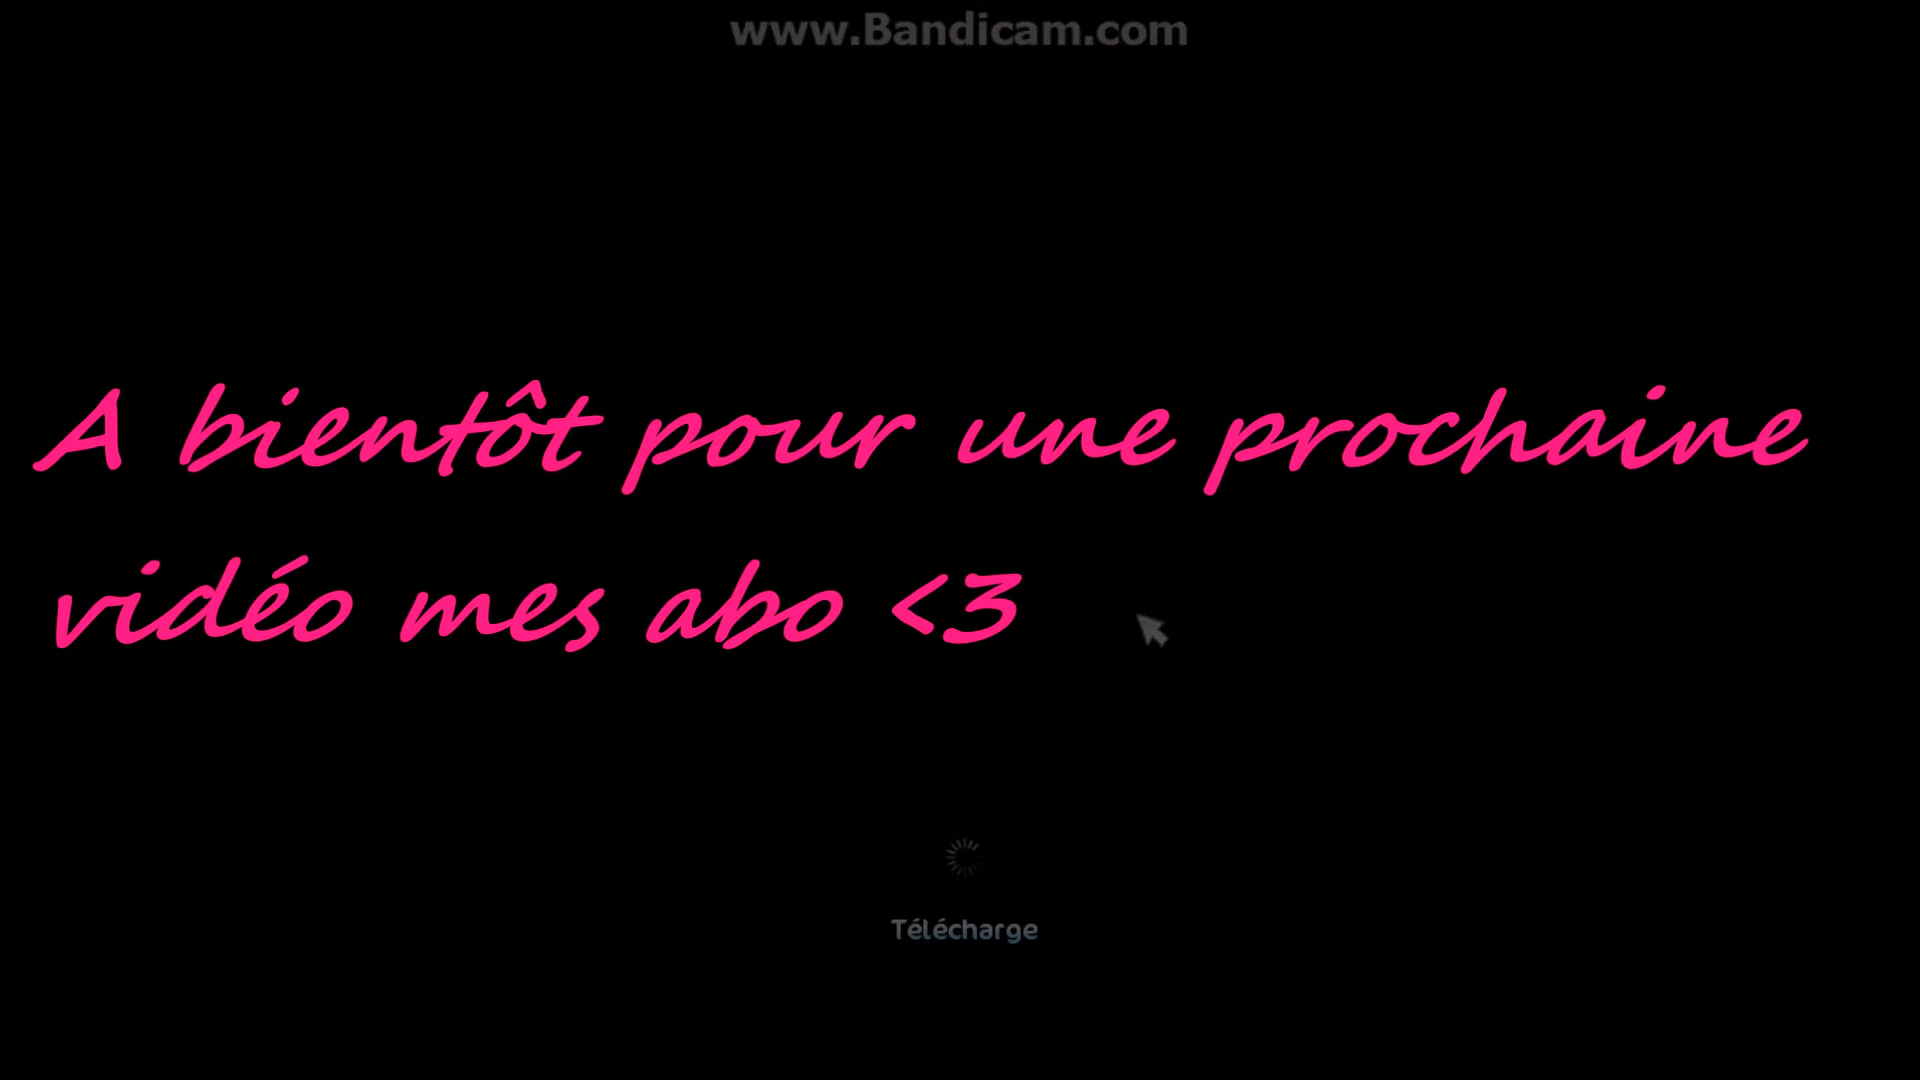 www.Bandicam.com
A bientôt pour une prochaine
vidéo mes abo <3
Télécharge